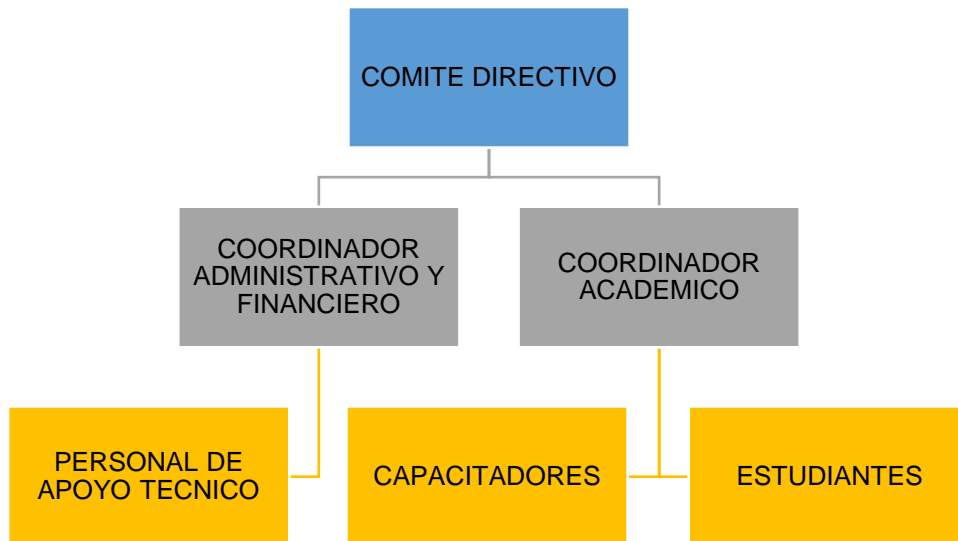 COMITE DIRECTIVO
COORDINADOR
ADMINISTRATIVO Y
FINANCIERO
COORDINADOR
ACADEMICO
PERSONAL DE
APOYO TECNICO
CAPACITADORES
ESTUDIANTES